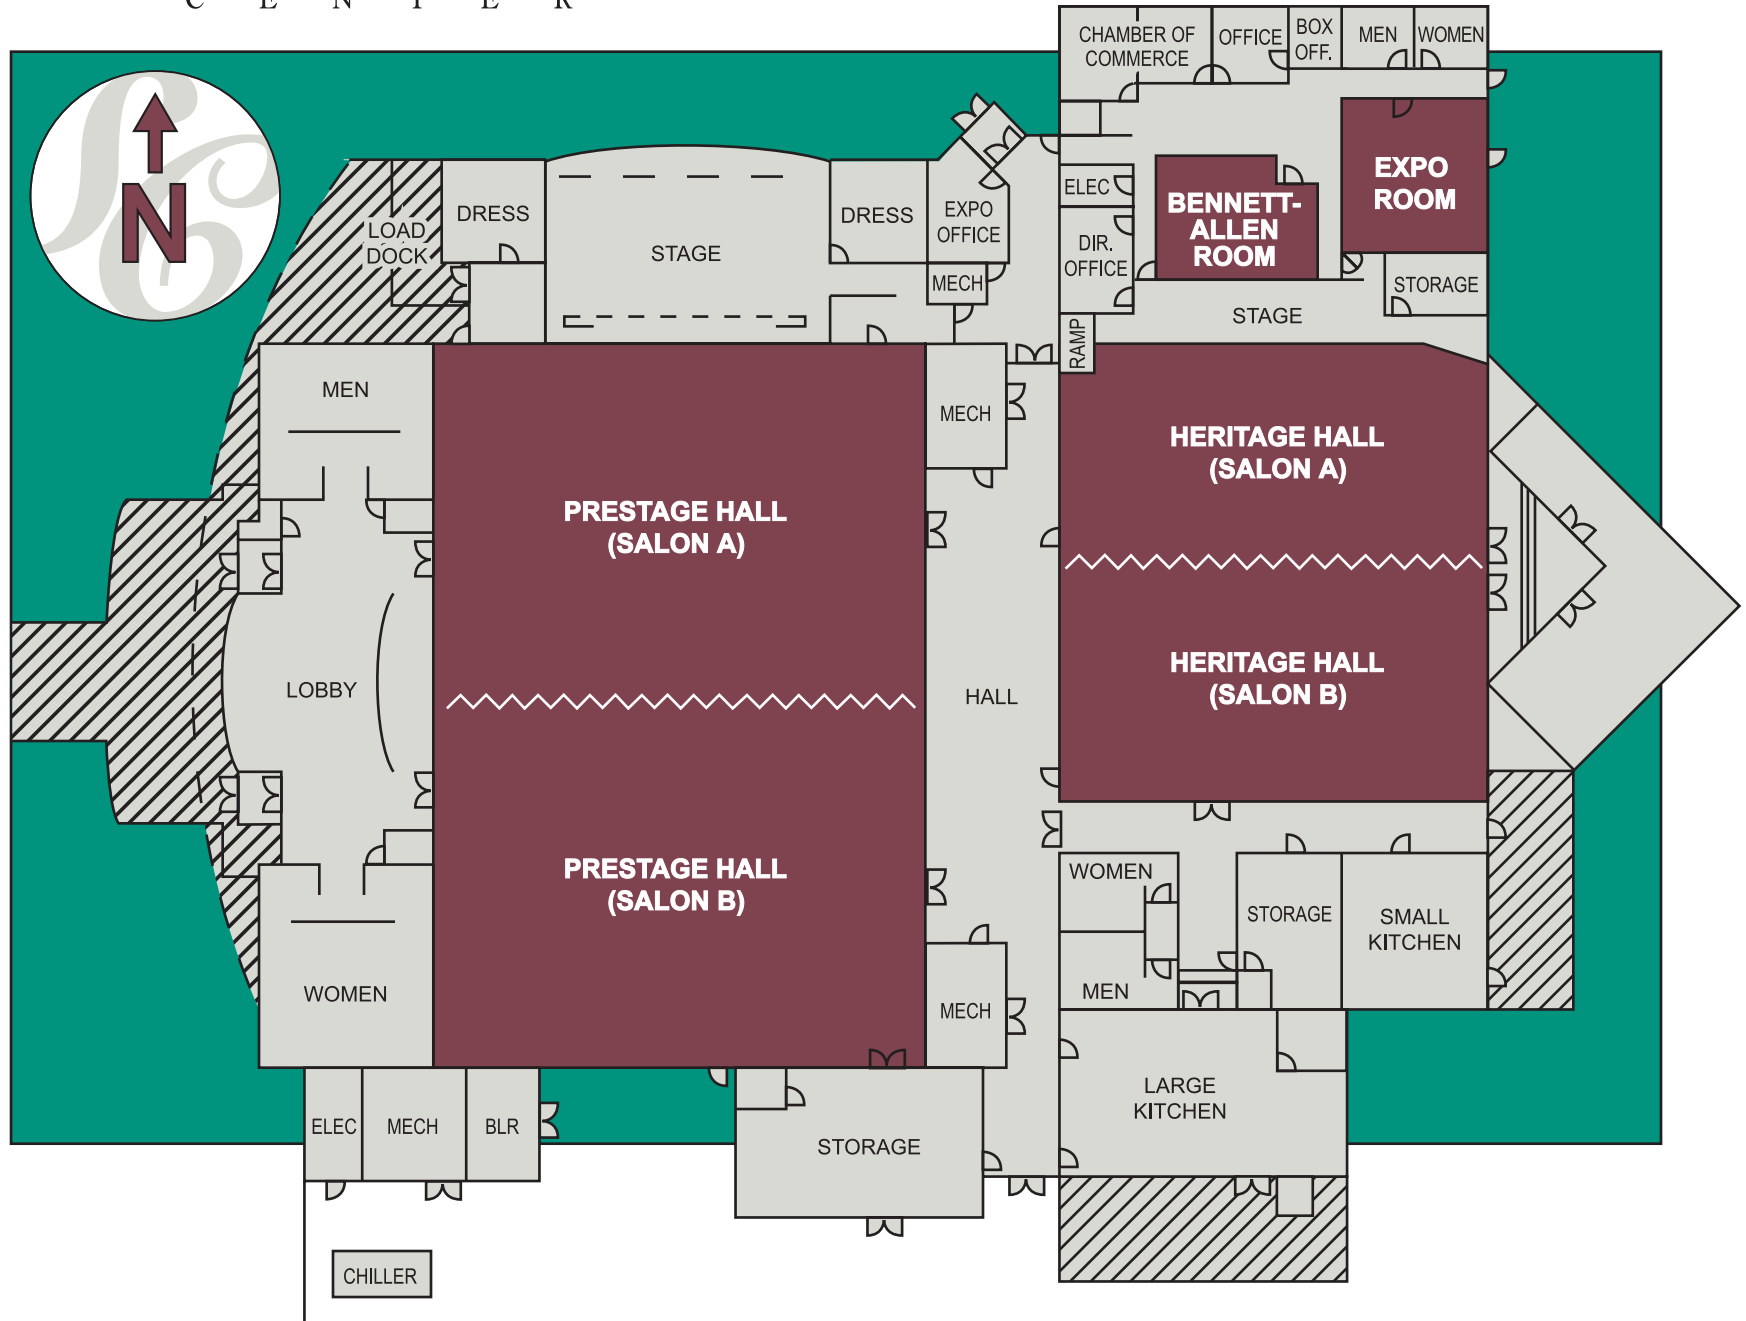 C E N T E R
CHAMBER OF
COMMERCE
OFFICE
BOX
OFF.
MEN
WOMEN
N
LOAD
DOCK
DRESS
STAGE
DRESS
EXPO
OFFICE
MECH
ELEC
DIR.
OFFICE
BENNETT-
ALLEN
ROOM
EXPO
ROOM
STORAGE
STAGE
RAMP
MEN
MECH
HERITAGE HALL
(SALON A)
PRESTAGE HALL
(SALON A)
LOBBY
HALL
HERITAGE HALL
(SALON B)
PRESTAGE HALL
(SALON B)
WOMEN
STORAGE
SMALL
KITCHEN
WOMEN
MECH
MEN
LARGE
KITCHEN
ELEC
MECH
BLR
STORAGE
CHILLER